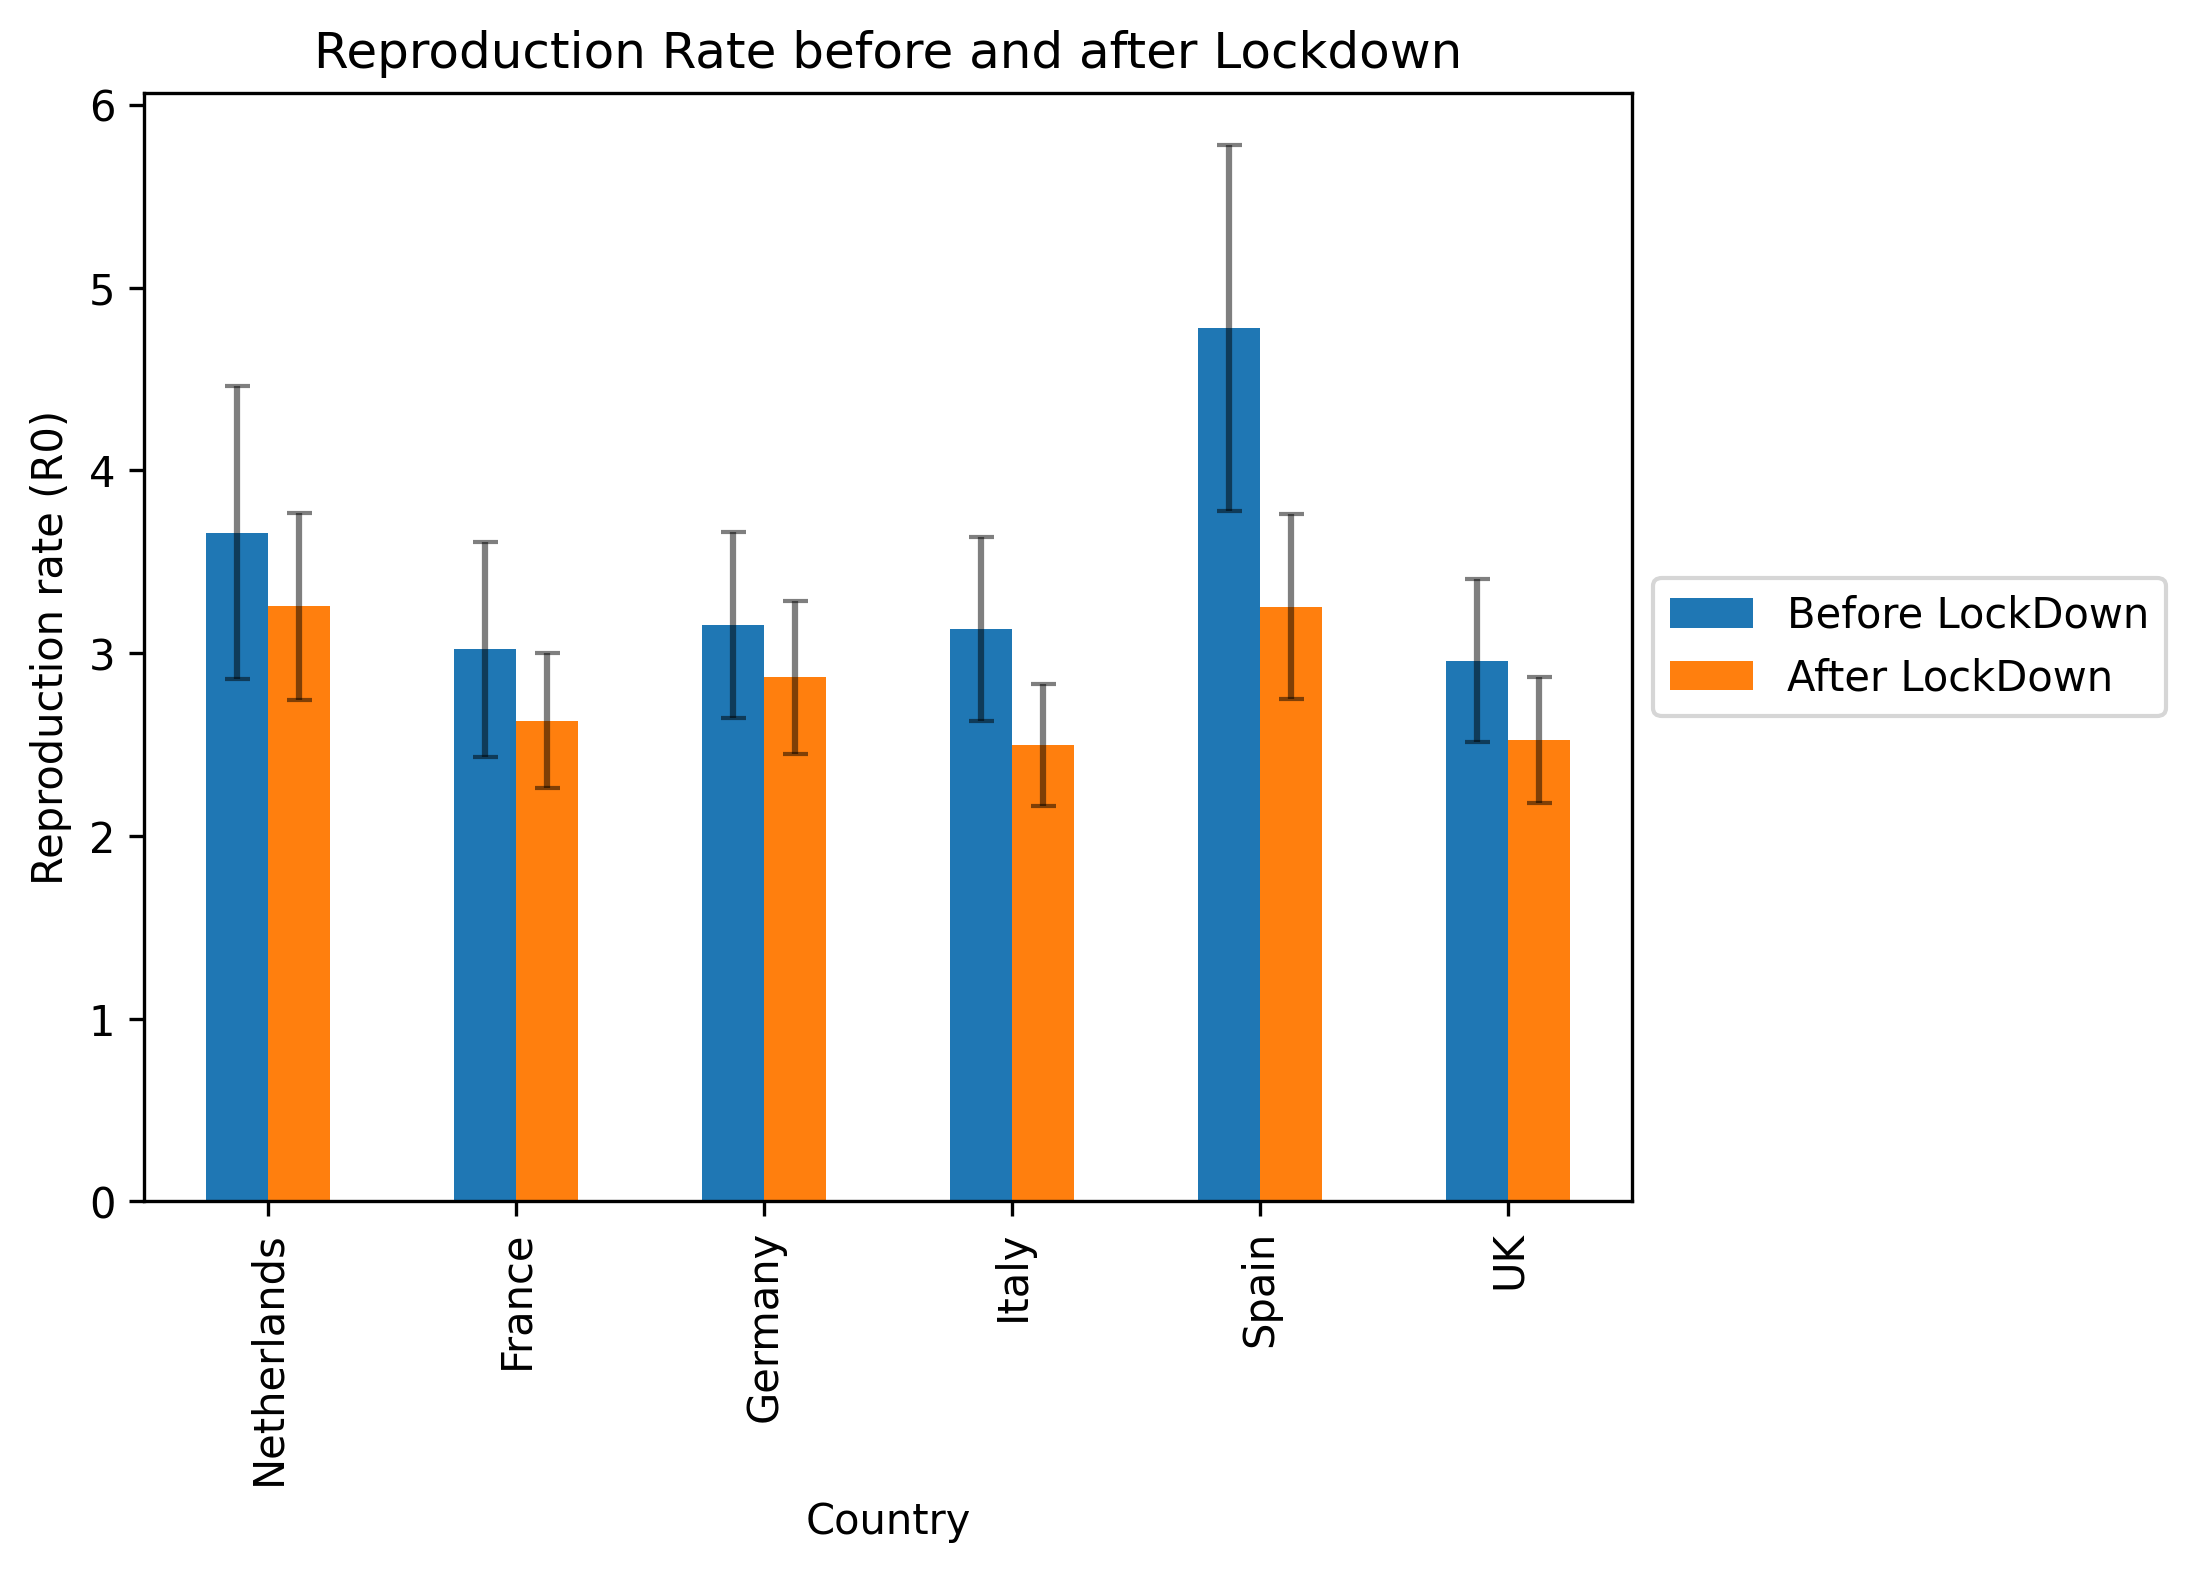 Reproduction Rate before and after Lockdown
6
5
4
3
2
1
0
Reproduction rate (R0)
Before LockDown
After LockDown
Netherlands
France
Germany
Italy
Spain
UK
Country